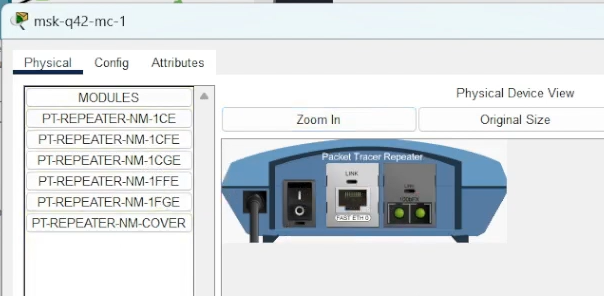 msk-q42-mc-1
Physical Config Attributes
MODULES
PT-REPEATER-NM-1CE
PT-REPEATER-NM-1CFE
PT-REPEATER-NM-1CGE
PT-REPEATER-NM-1FFE
PT-REPEATER-NM-1FGE
PT-REPEATER-NM-COVER
Physical Device View
Zoom In Original Size
Packet Tracer Repeater
LINK
LINK
FAST ETH 0